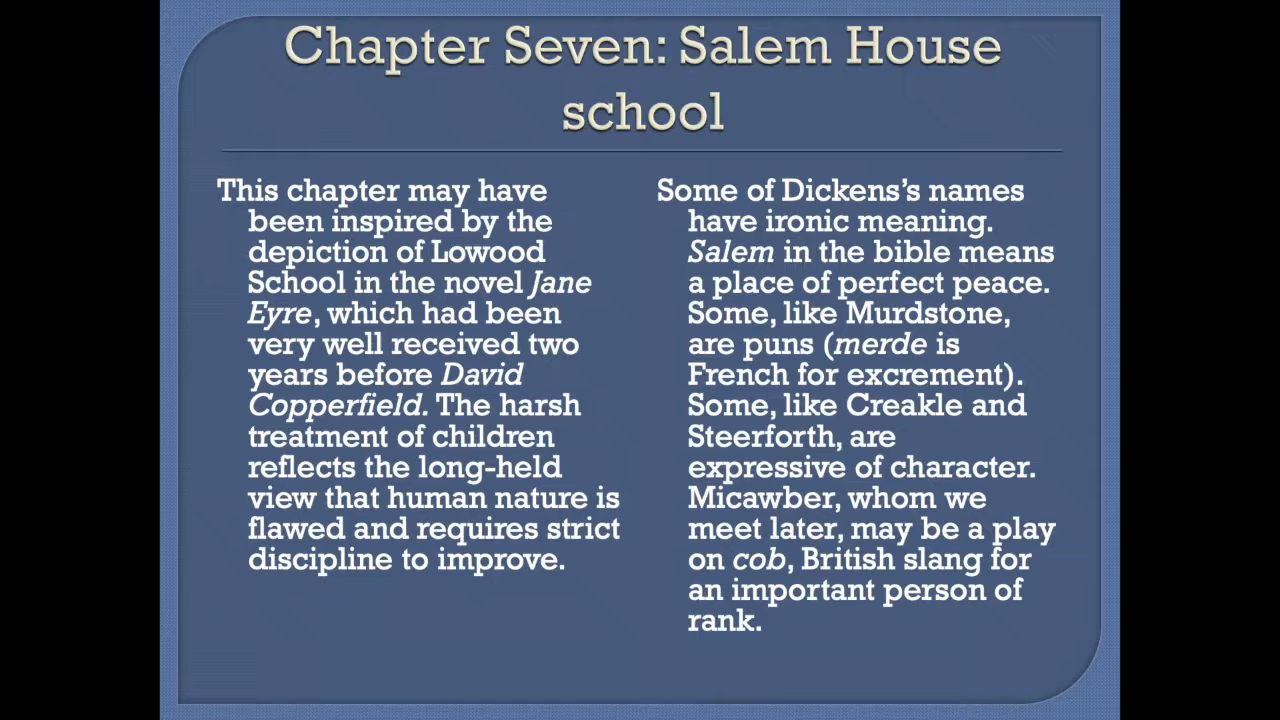 Chapter Seven: Salem House
school
This chapter may have
been inspired by the
depiction of Lowood
School in the novel Jane
Eyre, which had been
very well received two
years before David
Copperfield. The harsh
treatment of children
reflects the long-held
view that human nature is
flawed and requires strict
discipline to improve.
Some of Dickens’s names
have ironic meaning.
Salem in the bible means
a place of perfect peace.
Some, like Murdstone,
are puns (merde is
French for excrement).
Some, like Creakle and
Steerforth, are
expressive of character.
Micawber, whom we
meet later, may be a play
on cob, British slang for
an important person of
rank.